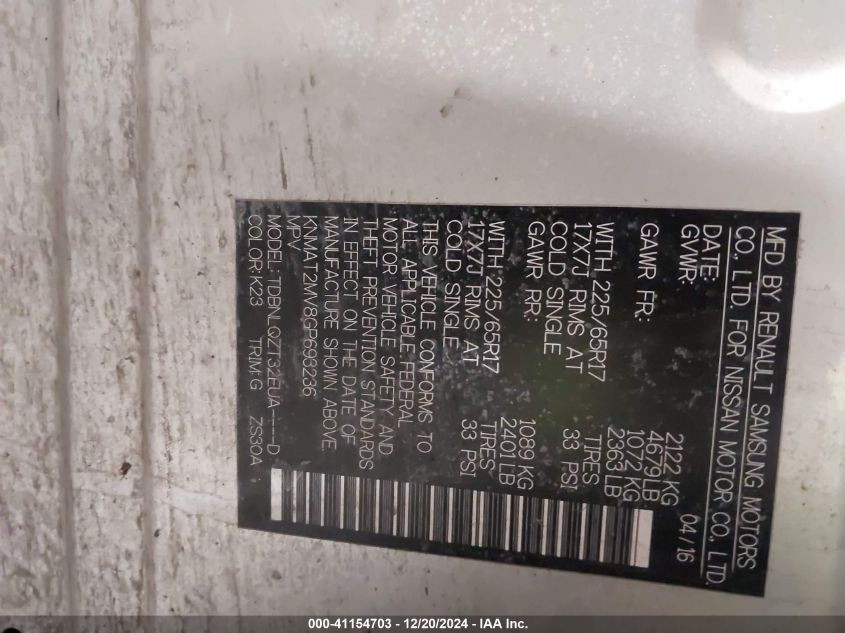 MFD BY RENAULT SAMSUNG MOTORS
CO., LTD. FOR NISSAN MOTOR CO., LTD.
DATE: 04/16
GVWR: 2122 KG
4679LB
GAWR FR: 1072 KG
2363 LB
WITH 225/65R17 TIRES
17X7J RIMS AT 33 PSI
COLD SINGLE
GAWR RR: 1089 KG
2401 LB
WITH 225/65R17 TIRES
17X7J RIMS AT 33 PSI
COLD SINGLE
THIS VEHICLE CONFORMS TO
ALL APPLICABLE FEDERAL
MOTOR VEHICLE SAFETY AND
THEFT PREVENTION STANDARDS
IN EFFECT ON THE DATE OF
MANUFACTURE SHOWN ABOVE
KNMAT2MV8GP693236
MPV
MODEL: TDBNLQZT32EUA----D
COLOR: K23 TRIM:G ZS30A
000-41154703 - 12/20/2024 - IAA Inc.